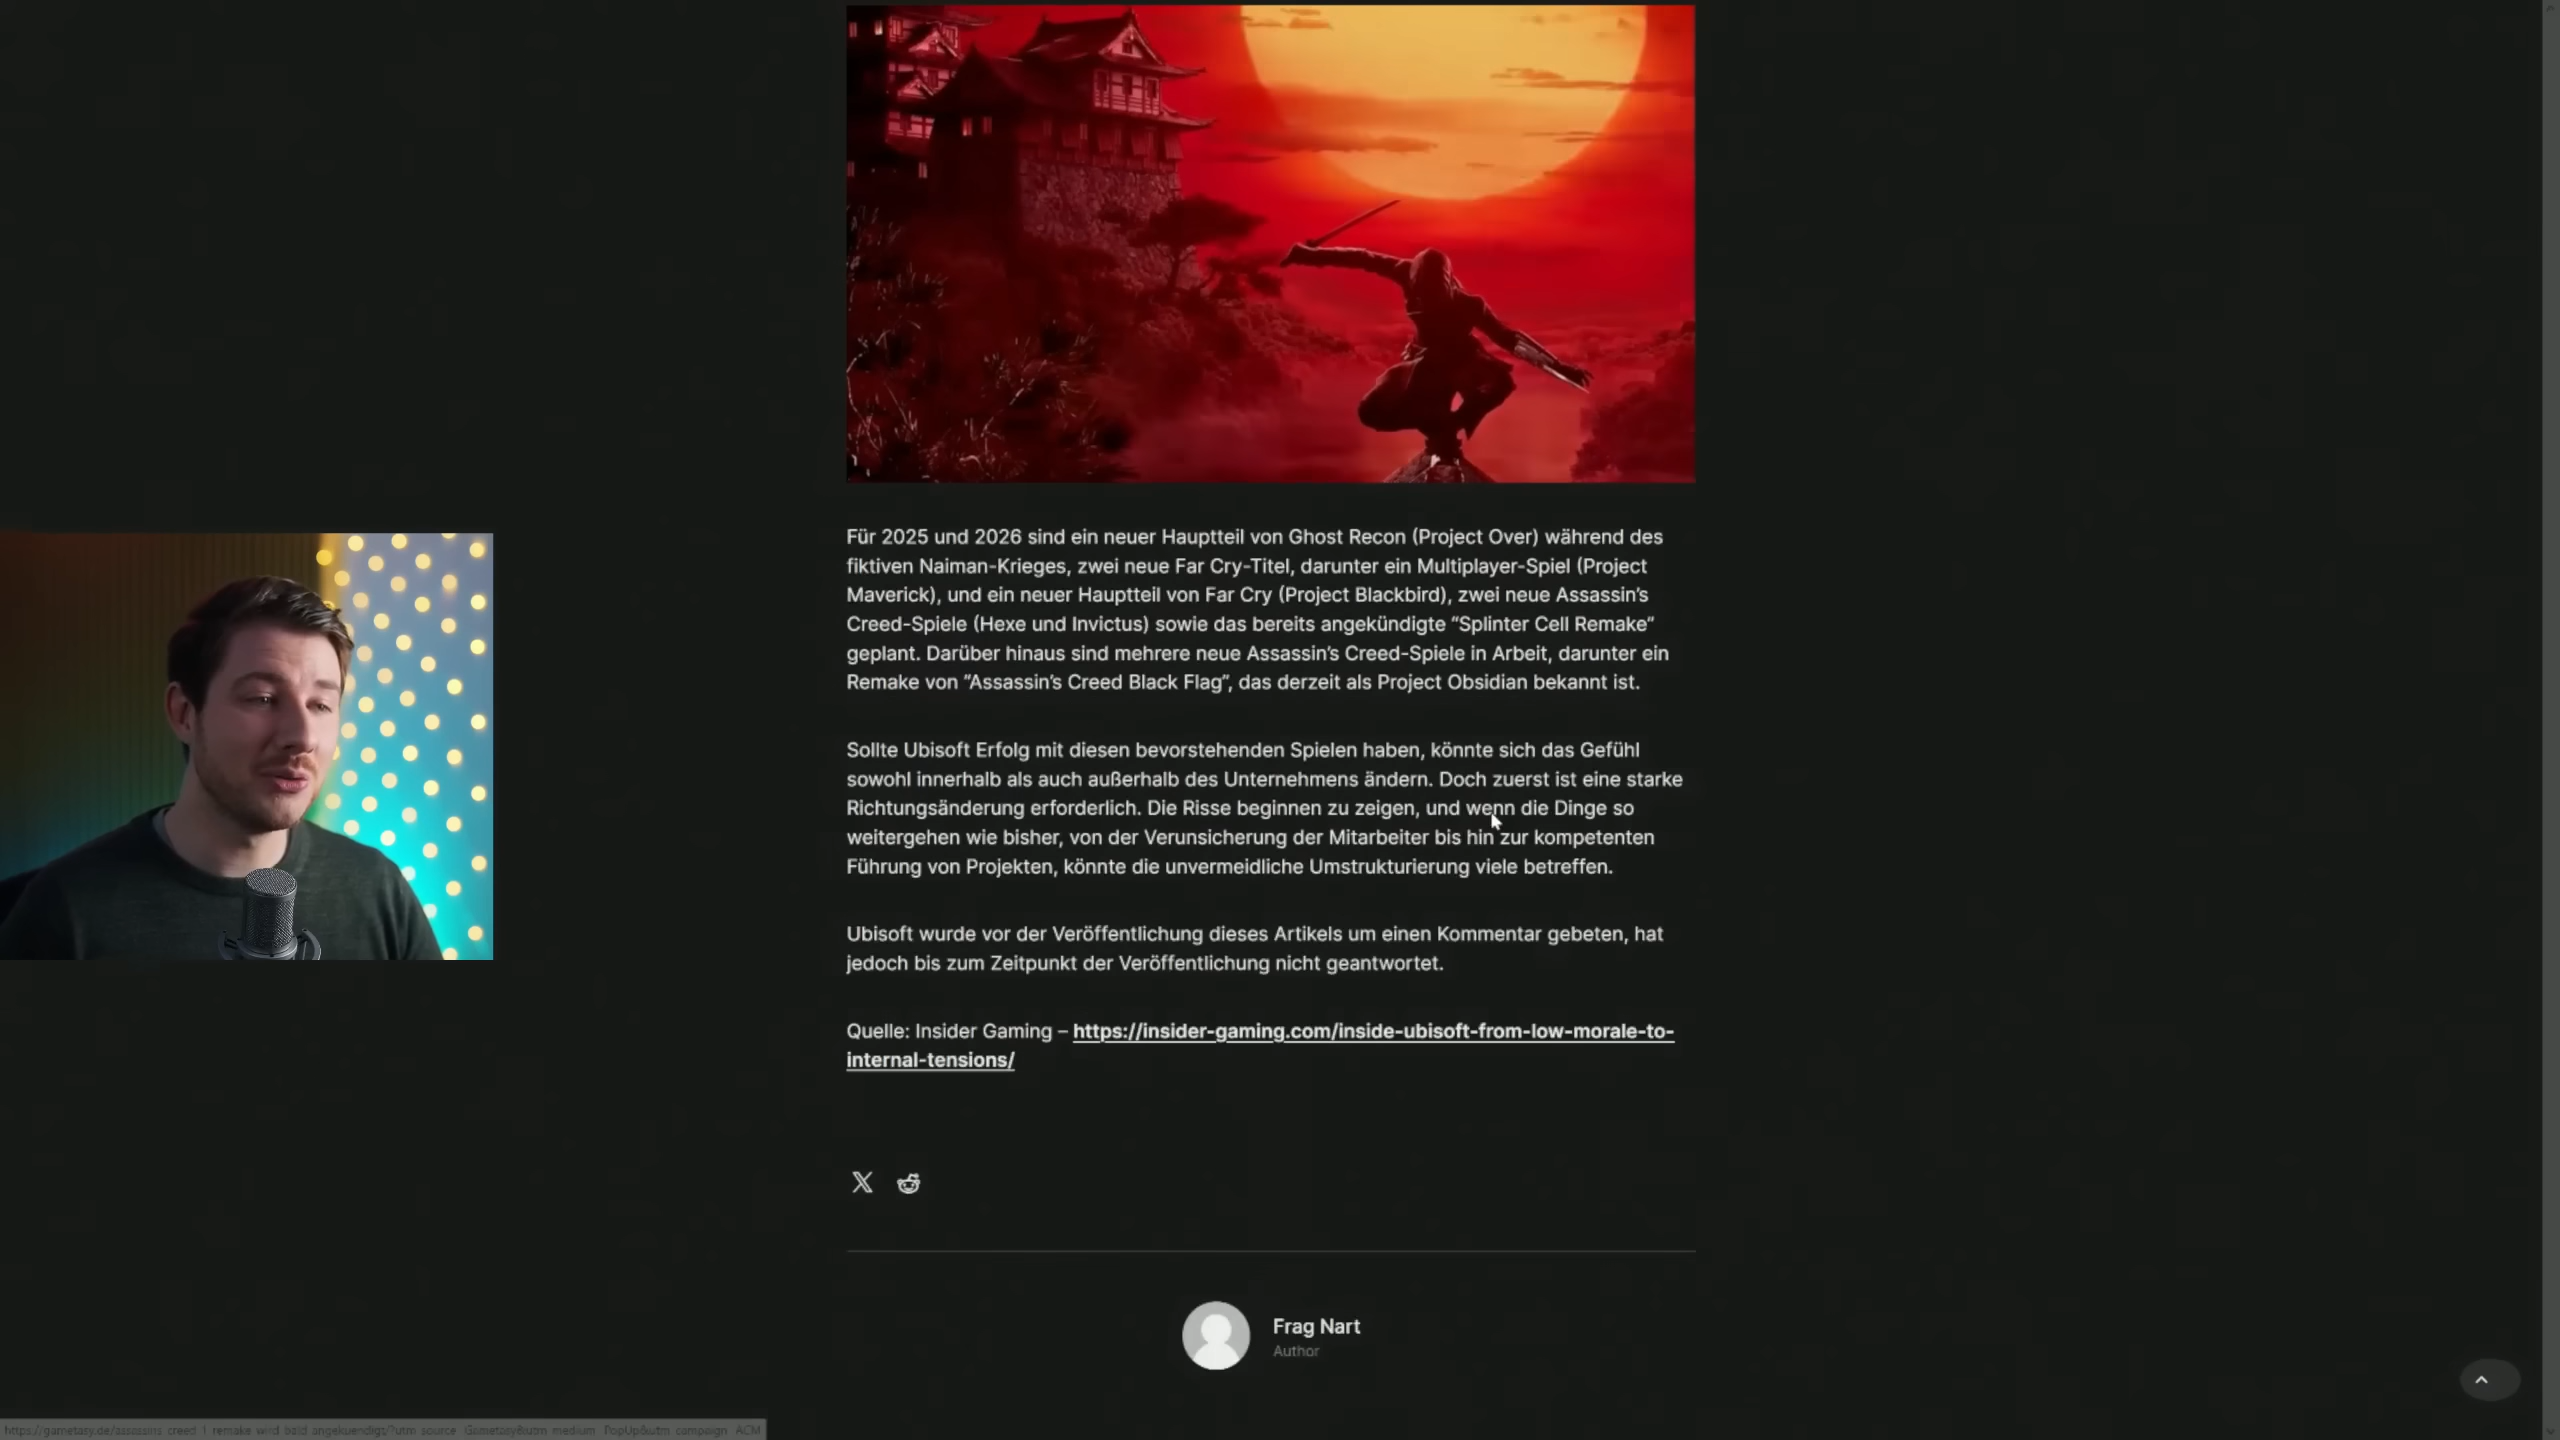 Für 2025 und 2026 sind ein neuer Hauptteil von Ghost Recon (Project Over) während des
fiktiven Naiman-Krieges, zwei neue Far Cry-Titel, darunter ein Multiplayer-Spiel (Project
Maverick), und ein neuer Hauptteil von Far Cry (Project Blackbird), zwei neue Assassin’s
Creed-Spiele (Hexe und Invictus) sowie das bereits angekündigte “Splinter Cell Remake”
geplant. Darüber hinaus sind mehrere neue Assassin’s Creed-Spiele in Arbeit, darunter ein
Remake von “Assassin’s Creed Black Flag”, das derzeit als Project Obsidian bekannt ist.
Sollte Ubisoft Erfolg mit diesen bevorstehenden Spielen haben, könnte sich das Gefühl
sowohl innerhalb als auch außerhalb des Unternehmens ändern. Doch zuerst ist eine starke
Richtungsänderung erforderlich. Die Risse beginnen zu zeigen, und wenn die Dinge so
weitergehen wie bisher, von der Verunsicherung der Mitarbeiter bis hin zur kompetenten
Führung von Projekten, könnte die unvermeidliche Umstrukturierung viele betreffen.
Ubisoft wurde vor der Veröffentlichung dieses Artikels um einen Kommentar gebeten, hat
jedoch bis zum Zeitpunkt der Veröffentlichung nicht geantwortet.
Quelle: Insider Gaming – https://insider-gaming.com/inside-ubisoft-from-low-morale-to-
internal-tensions/
Frag Nart
Author